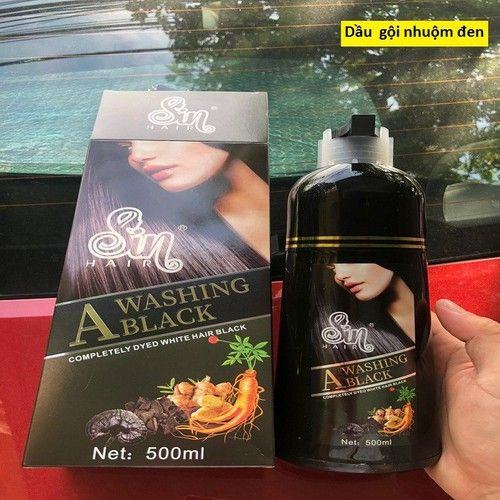 Dầu gội nhuộm đen
Sin®
HAIR
Sin®
HAIR
A WASHING
BLACK
COMPLETELY DYED WHITE HAIR BLACK
Net: 500ml
Sin®
HAIR
A WASHING
BLACK
COMPLETELY DYED WHITE HAIR BLACK
Net: 500ml